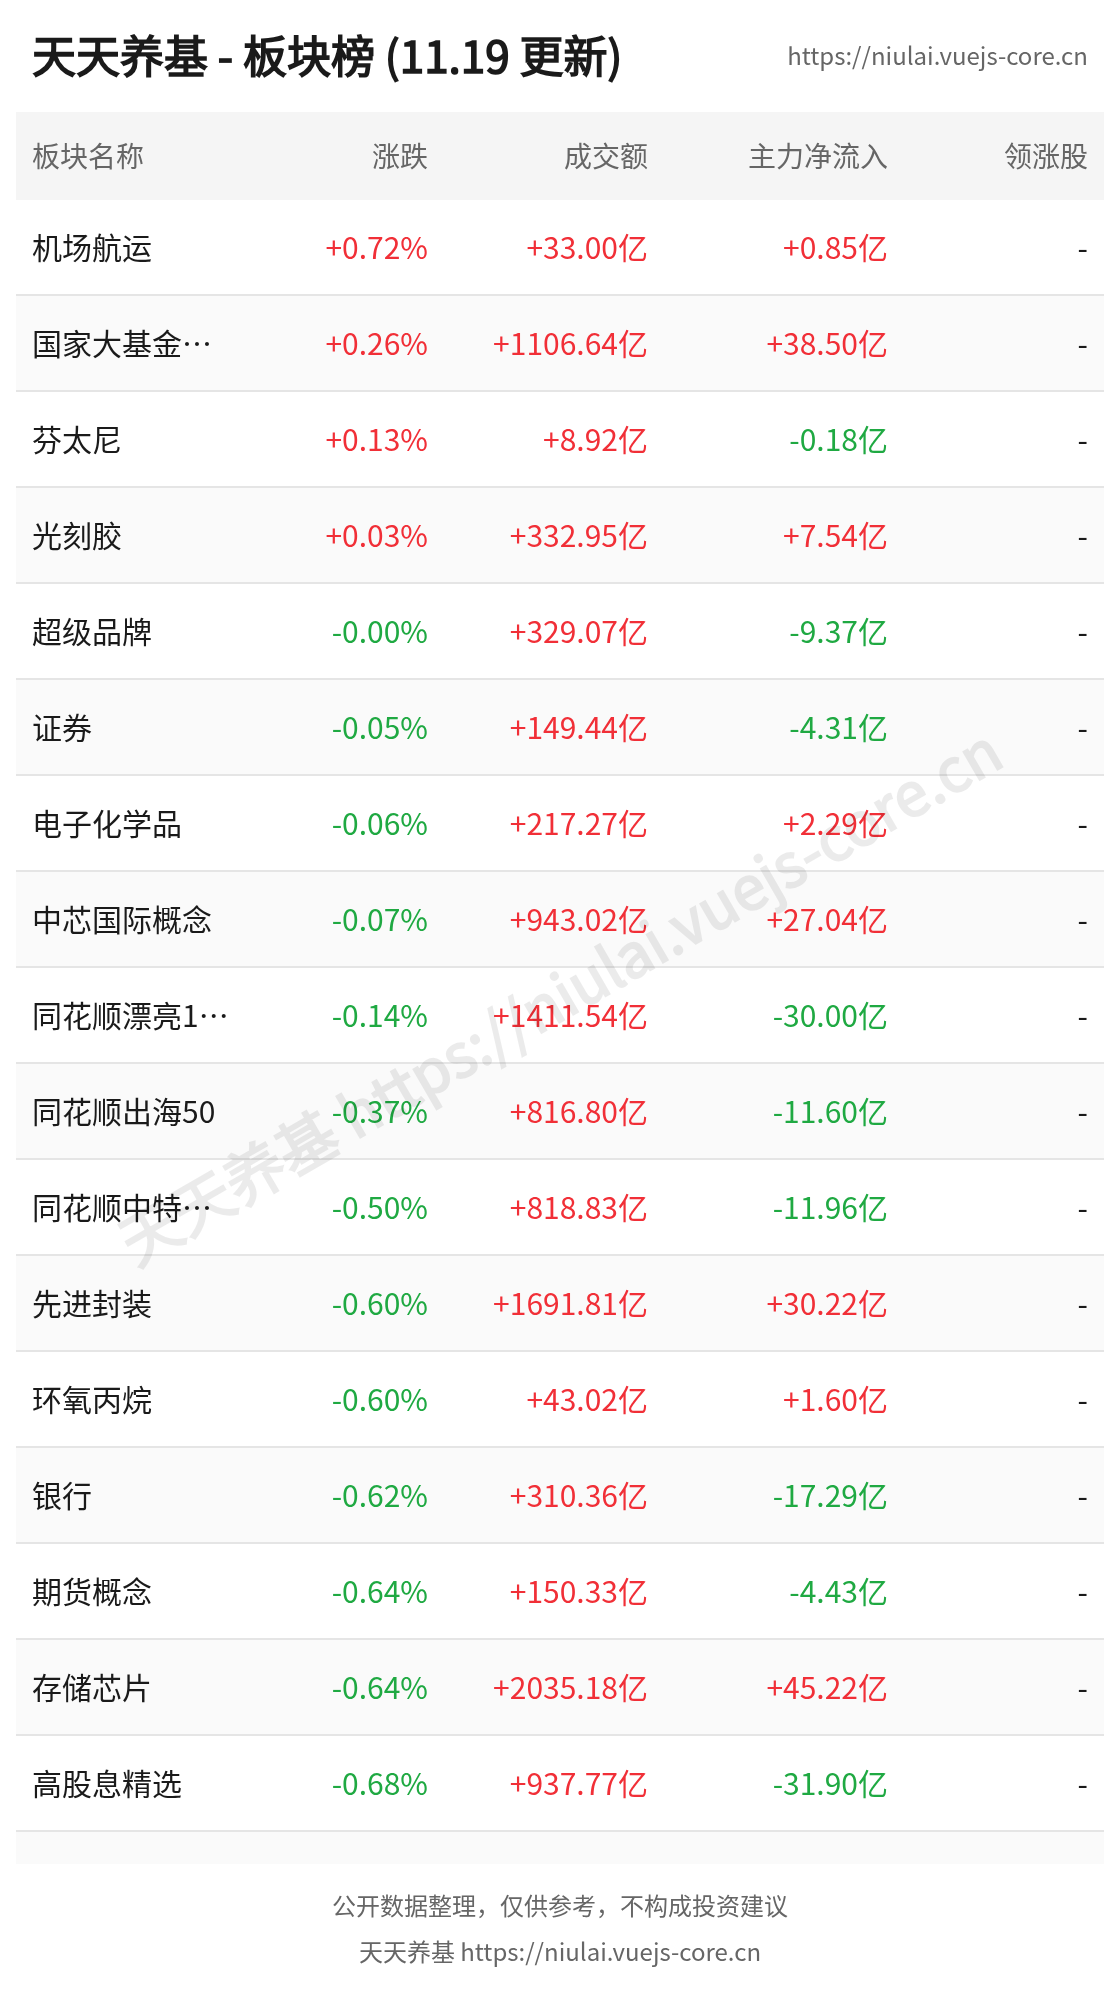 天天养基 - 板块榜 (11.19 更新) https://niulai.vuejs-core.cn
板块名称 涨跌 成交额 主力净流入 领涨股
机场航运 +0.72% +33.00亿 +0.85亿 -
国家大基金… +0.26% +1106.64亿 +38.50亿 -
芬太尼 +0.13% +8.92亿 -0.18亿 -
光刻胶 +0.03% +332.95亿 +7.54亿 -
超级品牌 -0.00% +329.07亿 -9.37亿 -
证券 -0.05% +149.44亿 -4.31亿 -
电子化学品 -0.06% +217.27亿 +2.29亿 -
中芯国际概念 -0.07% +943.02亿 +27.04亿 -
同花顺漂亮1… -0.14% +1411.54亿 -30.00亿 -
同花顺出海50 -0.37% +816.80亿 -11.60亿 -
同花顺中特… -0.50% +818.83亿 -11.96亿 -
先进封装 -0.60% +1691.81亿 +30.22亿 -
环氧丙烷 -0.60% +43.02亿 +1.60亿 -
银行 -0.62% +310.36亿 -17.29亿 -
期货概念 -0.64% +150.33亿 -4.43亿 -
存储芯片 -0.64% +2035.18亿 +45.22亿 -
高股息精选 -0.68% +937.77亿 -31.90亿 -
天天养基 https://niulai.vuejs-core.cn
公开数据整理，仅供参考，不构成投资建议
天天养基 https://niulai.vuejs-core.cn